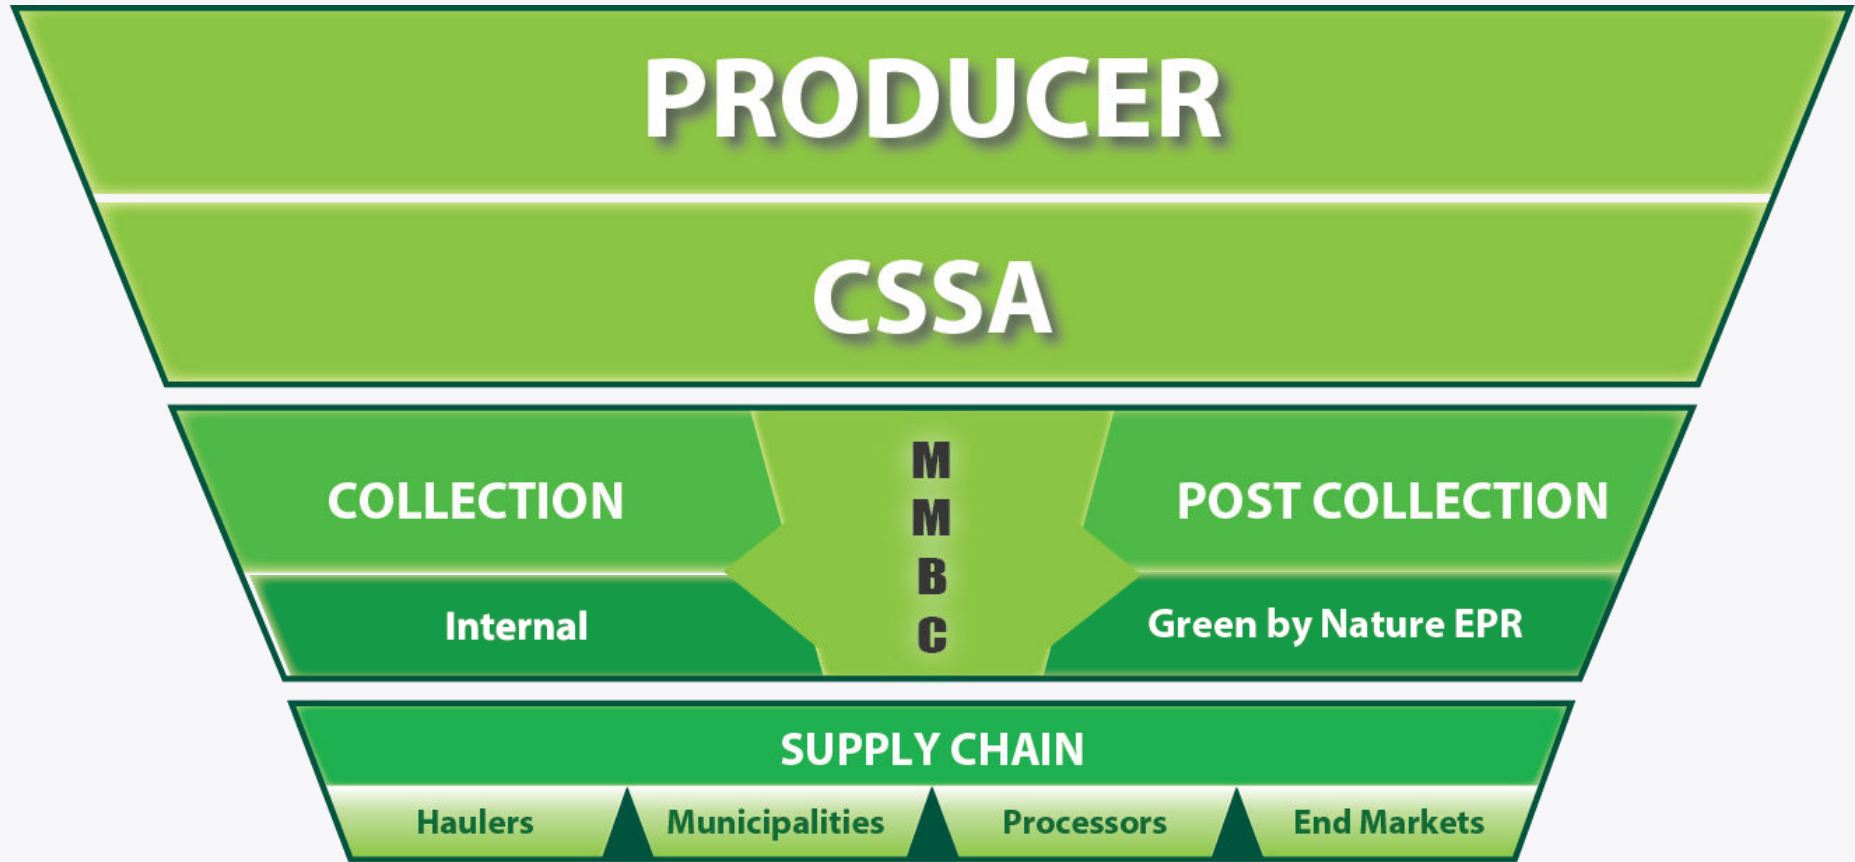 PRODUCER
CSSA
COLLECTION
M
M
B
C
POST COLLECTION
Internal
Green by Nature EPR
SUPPLY CHAIN
Haulers
Municipalities
Processors
End Markets